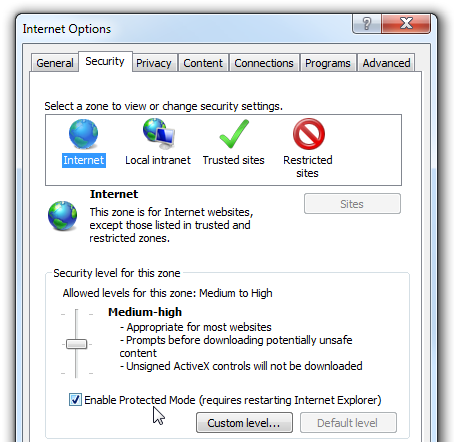 Internet Options
General Security Privacy Content Connections Programs Advanced
Select a zone to view or change security settings.
Internet Local intranet Trusted sites Restricted
sites
Internet
Sites
This zone is for Internet websites,
except those listed in trusted and
restricted zones.
Security level for this zone
Allowed levels for this zone: Medium to High
Medium-high
- Appropriate for most websites
- Prompts before downloading potentially unsafe
content
- Unsigned ActiveX controls will not be downloaded
Enable Protected Mode (requires restarting Internet Explorer)
Custom level... Default level